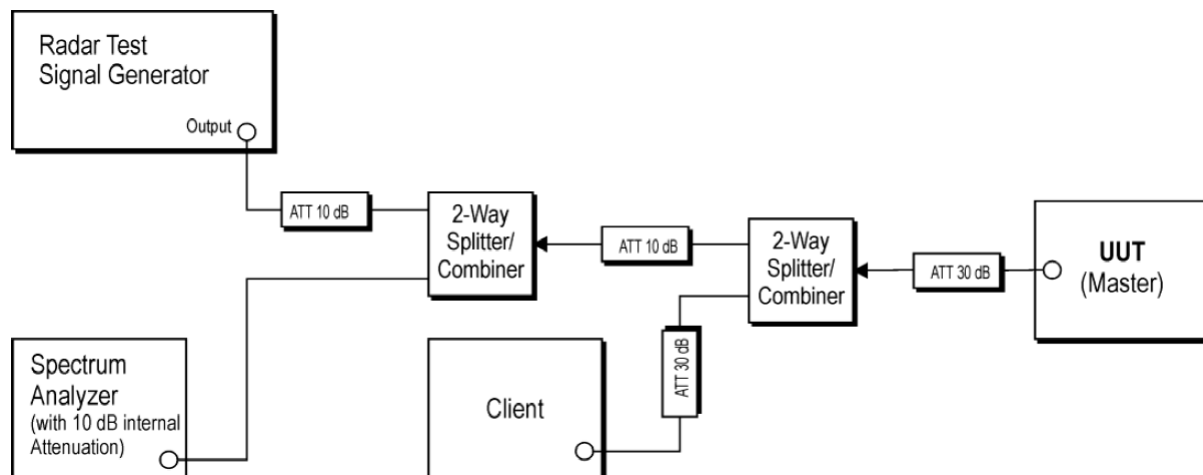 Radar Test
Signal Generator
Output
ATT 10 dB
2-Way
Splitter/
Combiner
ATT 10 dB
2-Way
Splitter/
Combiner
ATT 30 dB
UUT
(Master)
Spectrum
Analyzer
(with 10 dB internal
Attenuation)
Client
ATT 30 dB